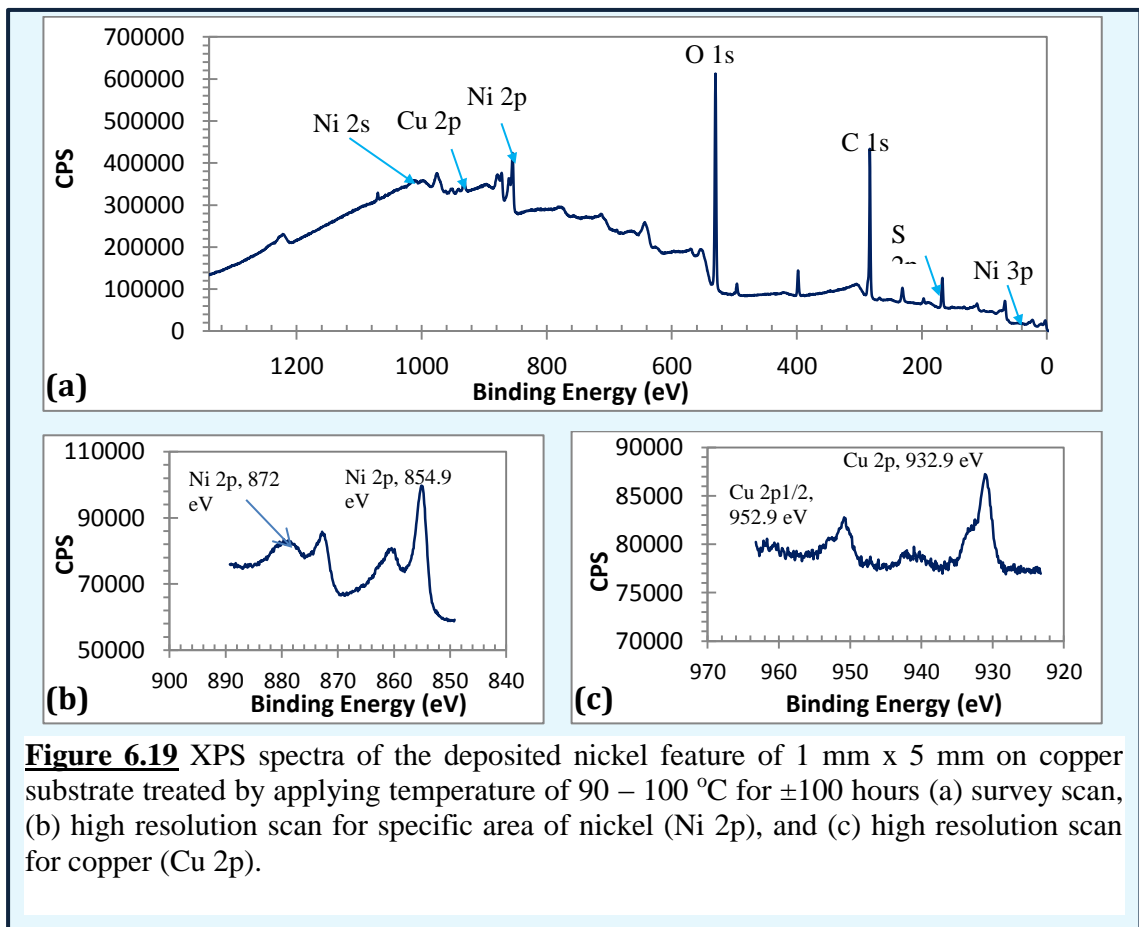 700000
600000
500000
400000
300000
200000
100000
0
CPS
O 1s
Ni 2p
Cu 2p
Ni 2s
C 1s
S
Ni 3p
1200 1000 800 600 400 200 0
Binding Energy (eV)
(a)
110000
90000
70000
50000
CPS
Ni 2p, 872
eV
Ni 2p, 854.9
eV
900 890 880 870 860 850 840
Binding Energy (eV)
(b)
90000
85000
80000
75000
70000
CPS
Cu 2p, 932.9 eV
Cu 2p1/2,
952.9 eV
970 960 950 940 930 920
Binding Energy (eV)
(c)
Figure 6.19 XPS spectra of the deposited nickel feature of 1 mm x 5 mm on copper
substrate treated by applying temperature of 90 – 100 °C for ±100 hours (a) survey scan,
(b) high resolution scan for specific area of nickel (Ni 2p), and (c) high resolution scan
for copper (Cu 2p).